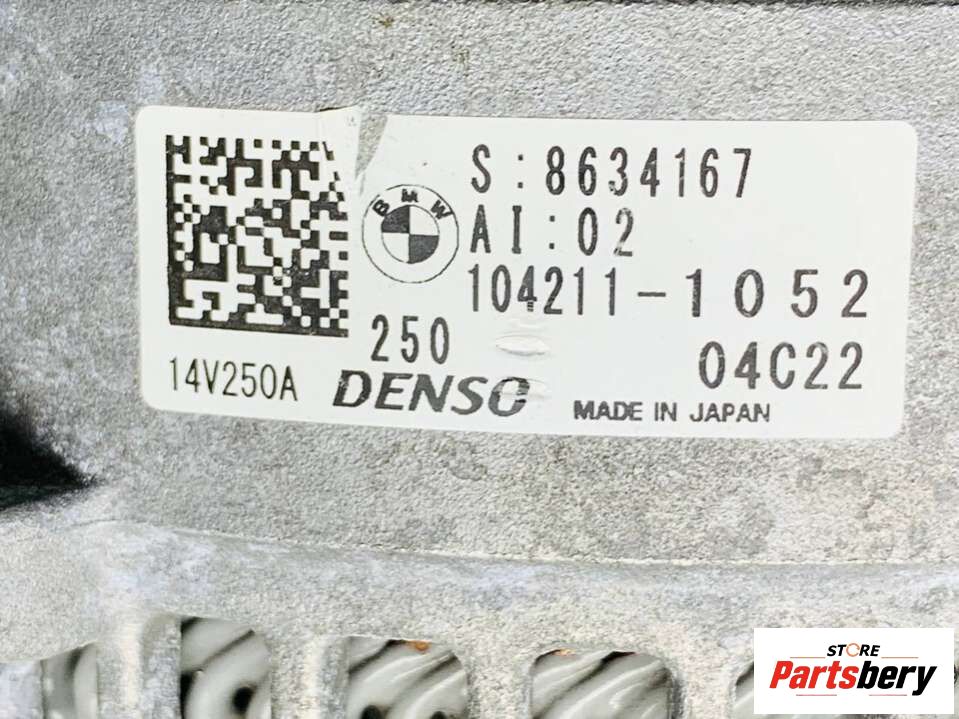 S:8634167
BMW
AI:02
104211-1052
250
04C22
14V250A
DENSO
MADE IN JAPAN
STORE
Partsbery